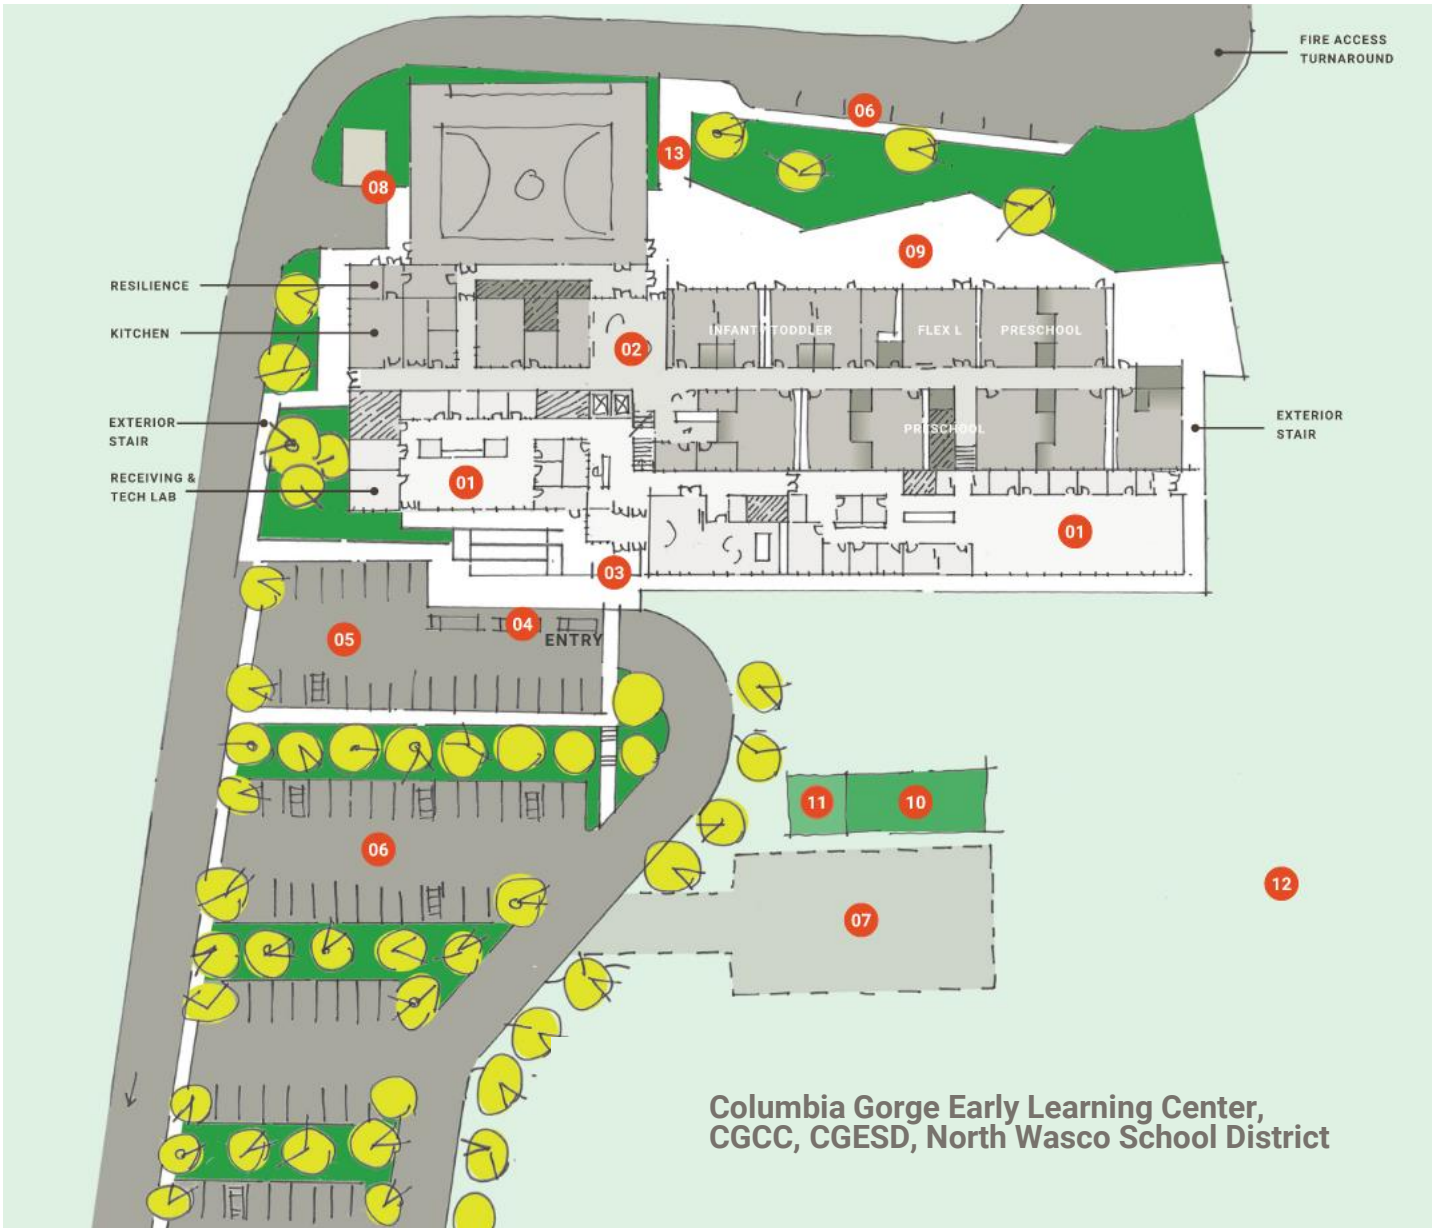 FIRE ACCESS
TURNAROUND
06
13
08
09
RESILIENCE
INFANT / TODDLER
FLEX L
PRESCHOOL
KITCHEN
02
EXTERIOR
STAIR
PRESCHOOL
EXTERIOR
STAIR
RECEIVING &
TECH LAB
01
01
03
04
ENTRY
05
11
10
06
12
07
Columbia Gorge Early Learning Center,
CGCC, CGESD, North Wasco School District